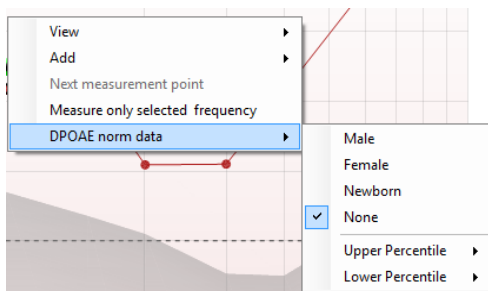 View
Add
Next measurement point
Measure only selected frequency
DPOAE norm data
Male
Female
Newborn
None
Upper Percentile
Lower Percentile